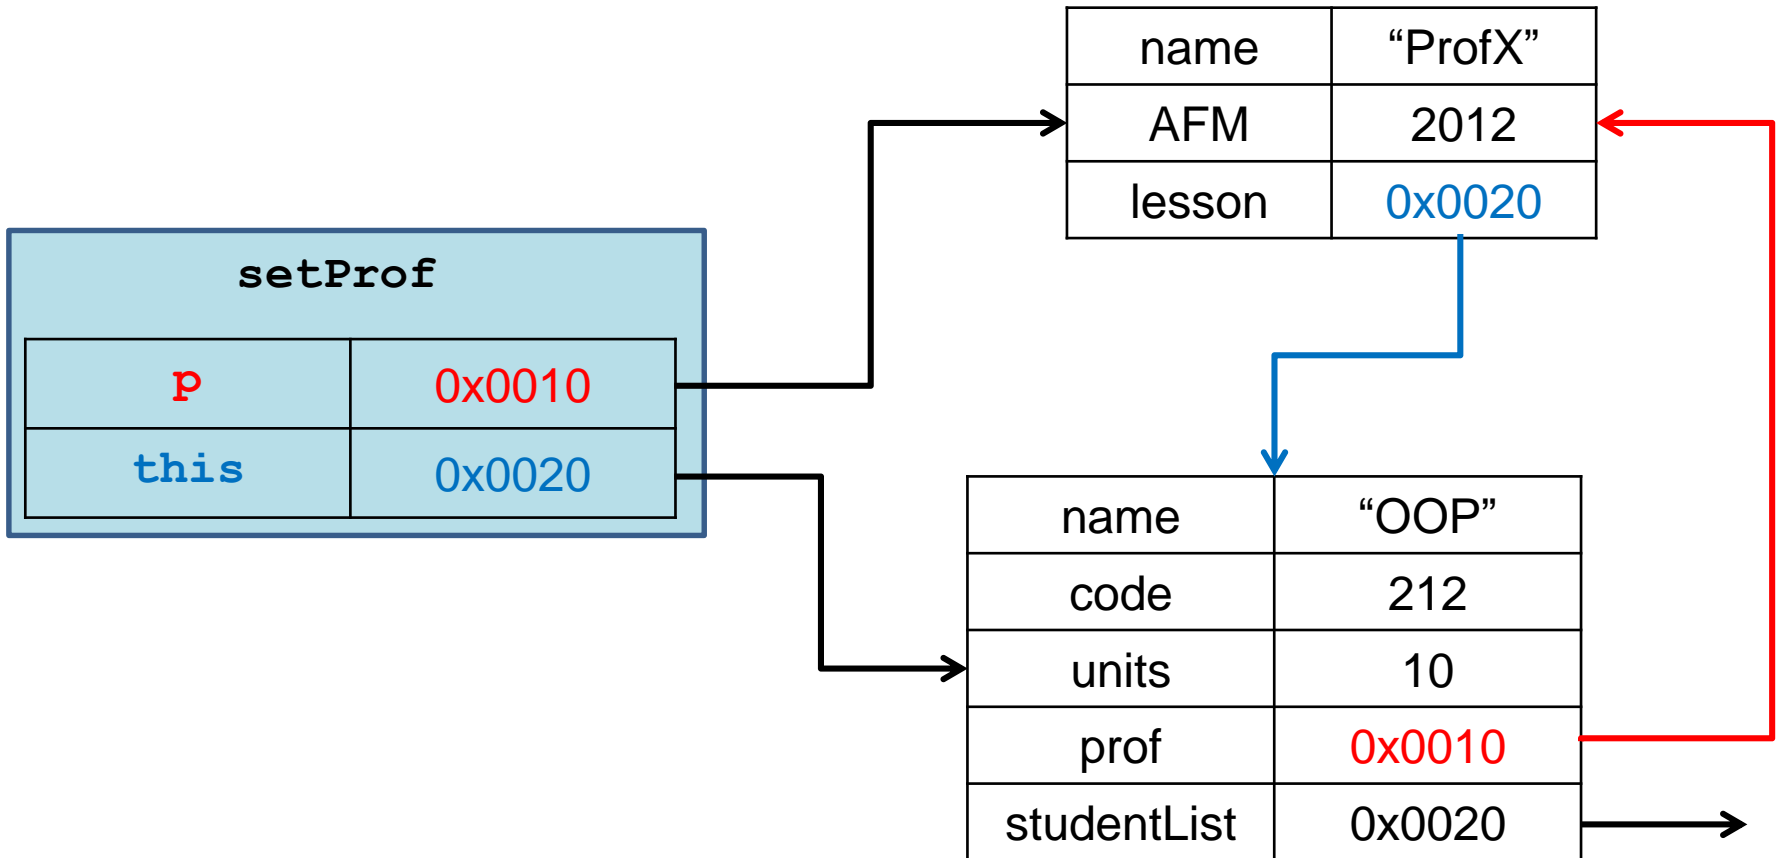 name “ProfX”
AFM 2012
lesson 0x0020
setProf
p 0x0010
this 0x0020
name “OOP”
code 212
units 10
prof 0x0010
studentList 0x0020